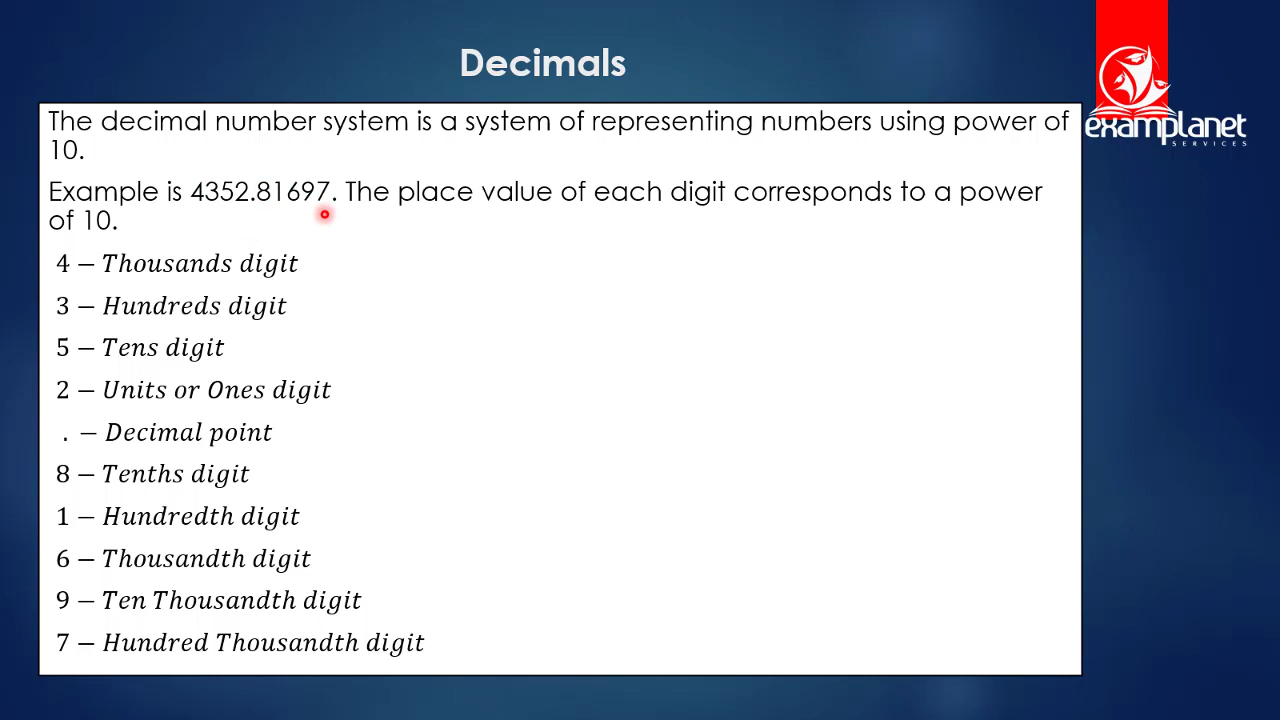 Decimals
examplanet
SERVICES
The decimal number system is a system of representing numbers using power of
10.
Example is 4352.81697. The place value of each digit corresponds to a power
of 10.
4 − Thousands digit
3 − Hundreds digit
5 − Tens digit
2 − Units or Ones digit
. − Decimal point
8 − Tenths digit
1 − Hundredth digit
6 − Thousandth digit
9 − Ten Thousandth digit
7 − Hundred Thousandth digit